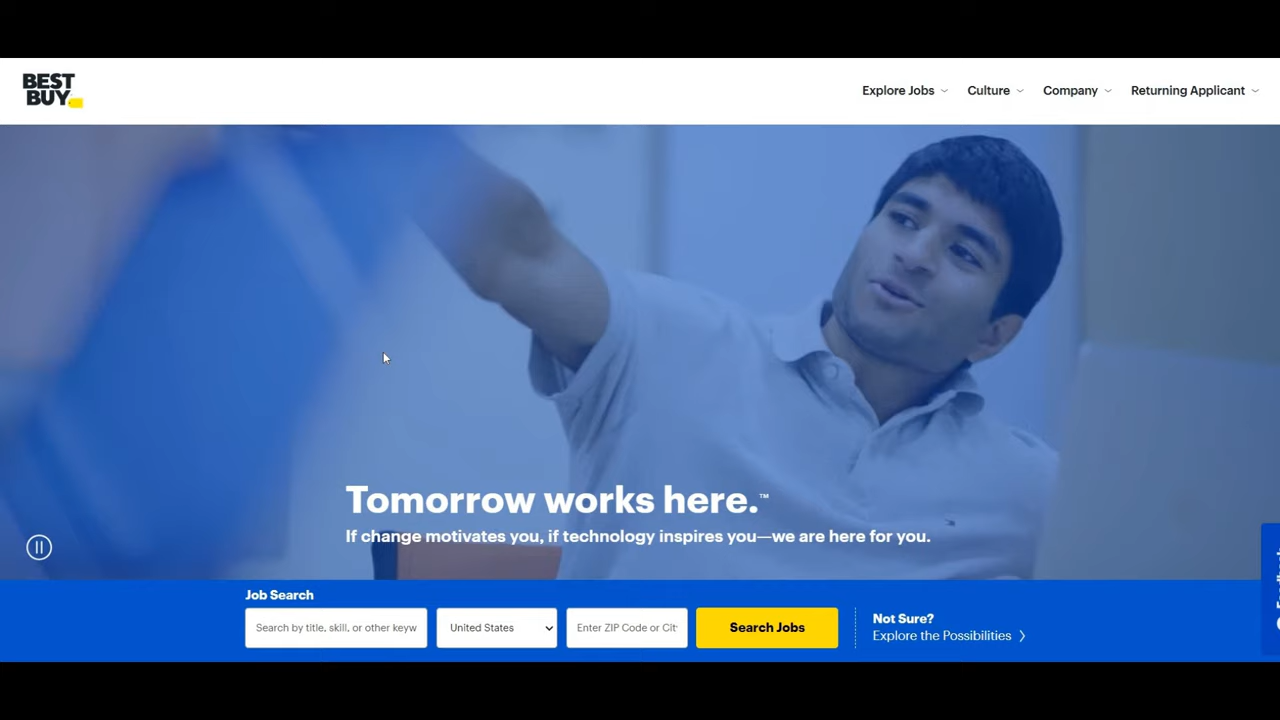 BEST
BUY
Explore Jobs
Culture
Company
Returning Applicant
Tomorrow works here.™
If change motivates you, if technology inspires you—we are here for you.
Job Search
Search by title, skill, or other keyw
United States
Enter ZIP Code or Cit
Search Jobs
Not Sure?
Explore the Possibilities